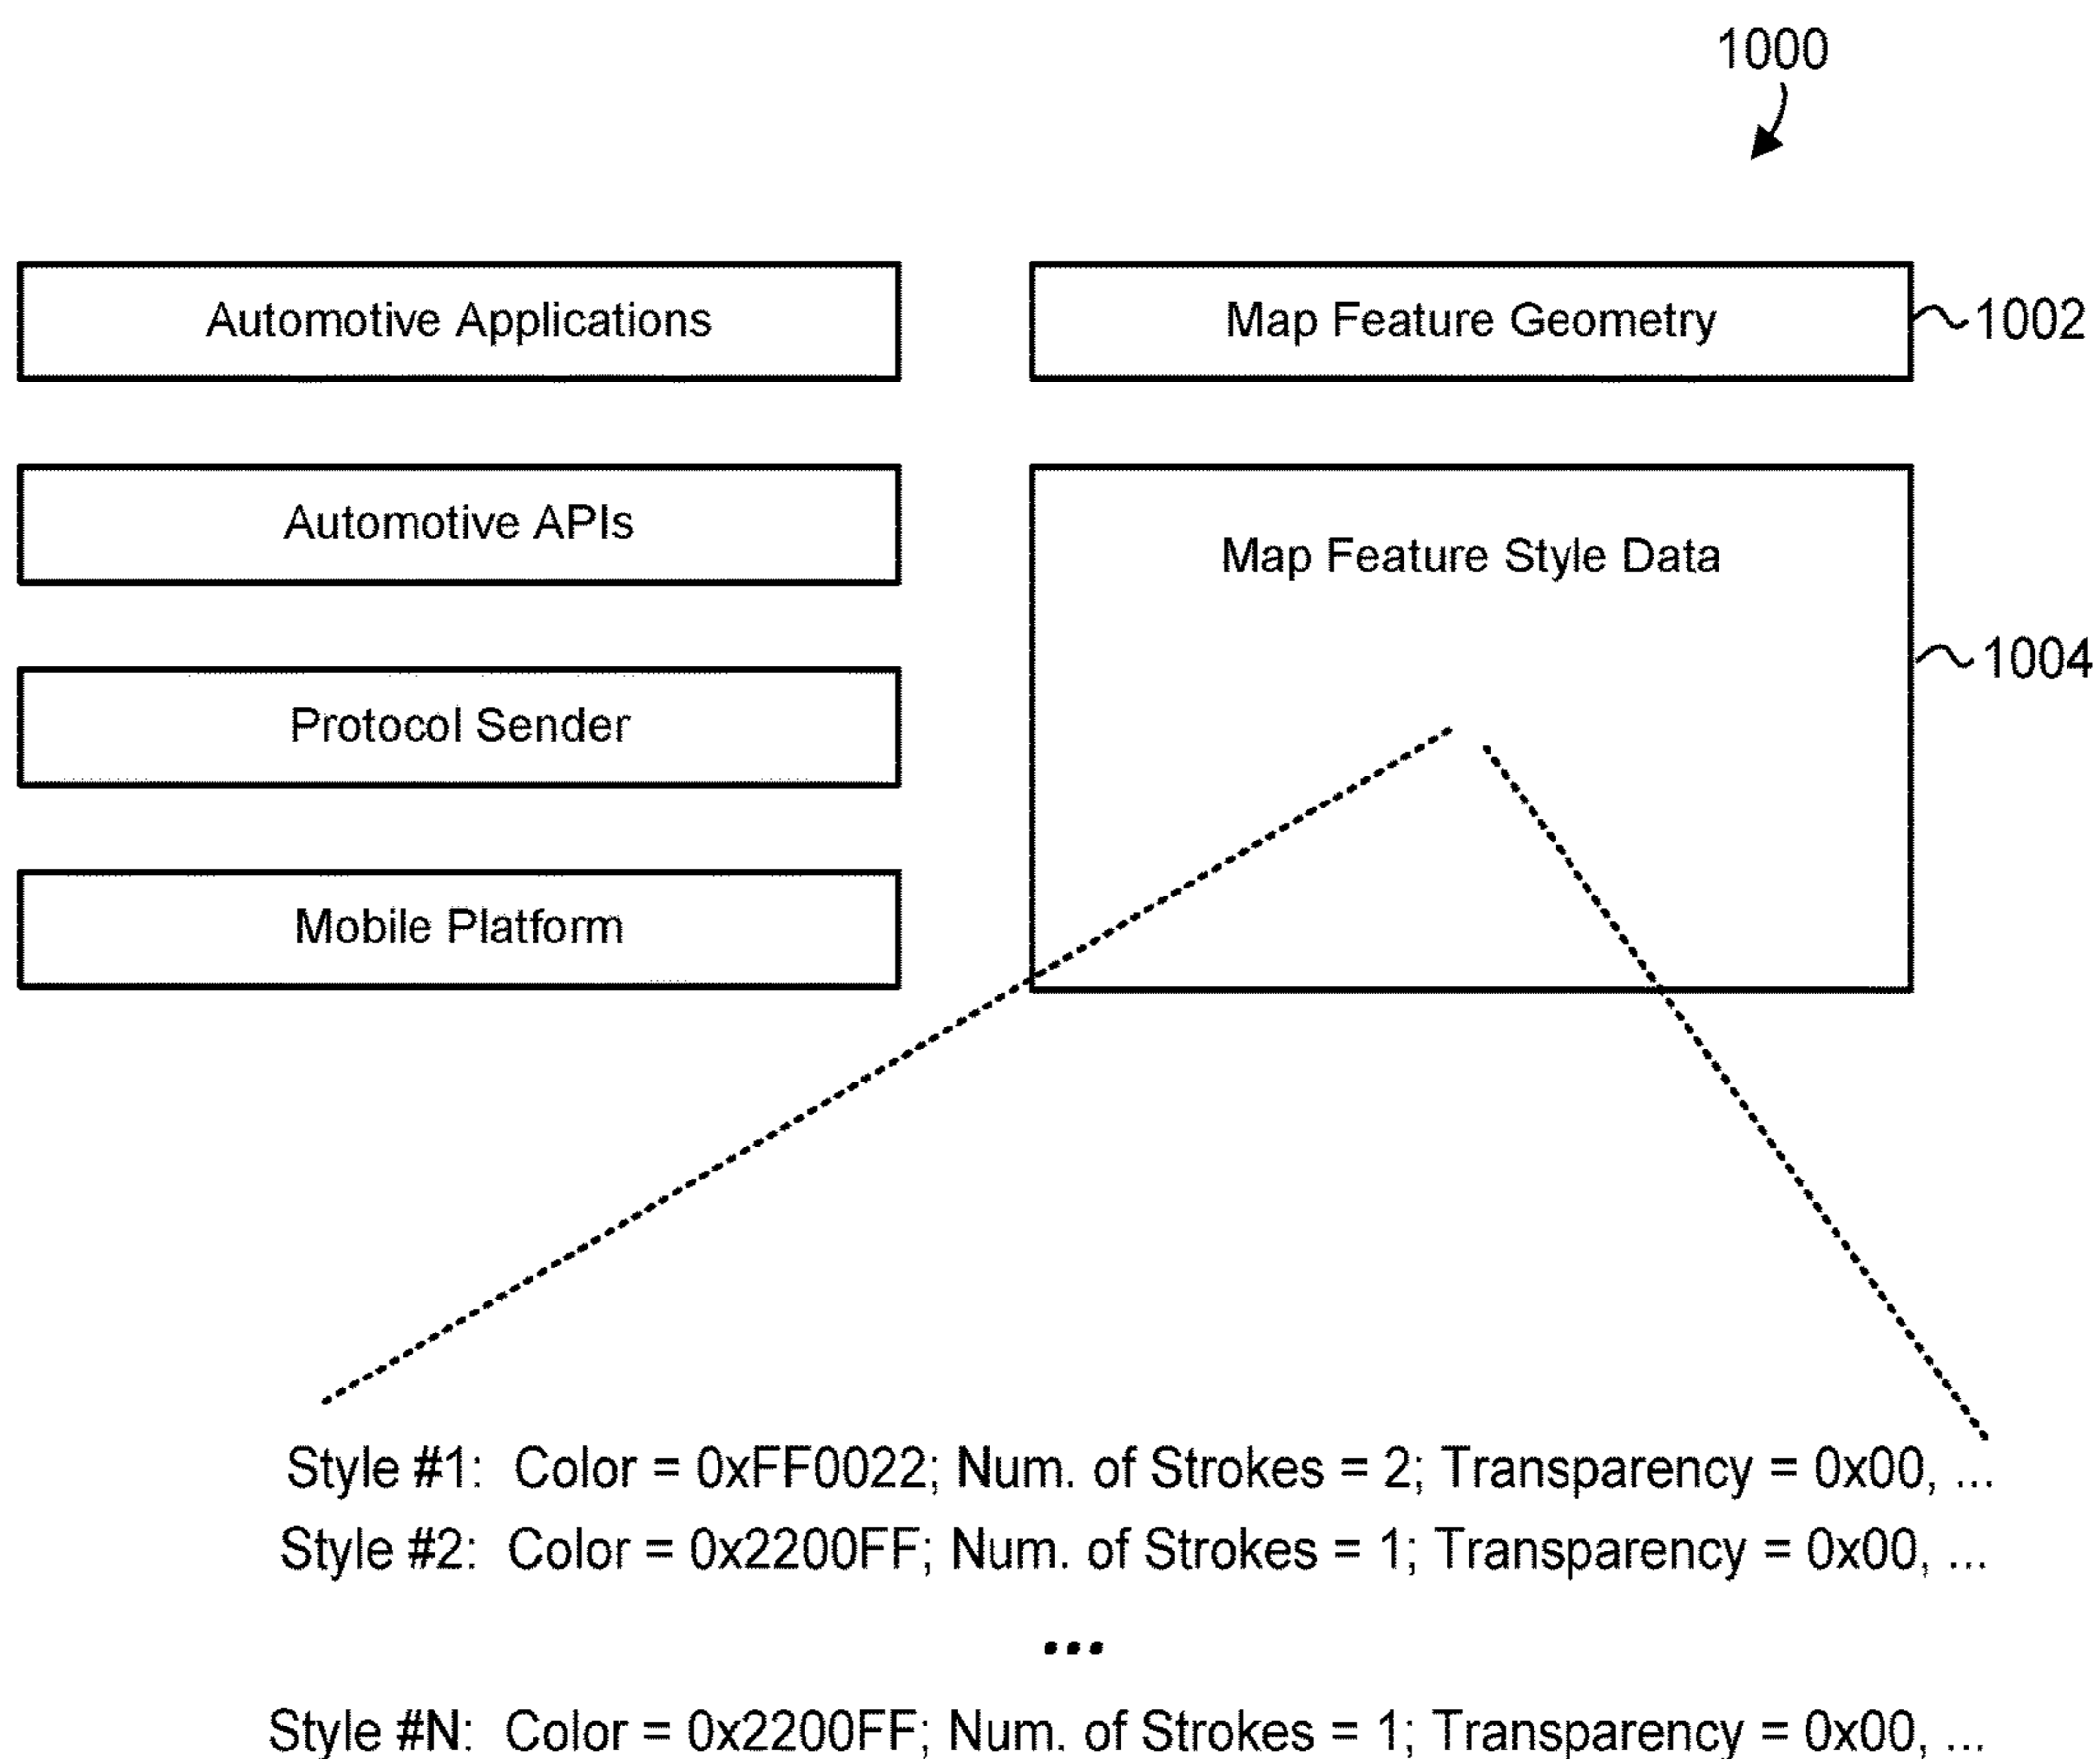 1000
Automotive Applications
Map Feature Geometry
1002
Automotive APIs
Map Feature Style Data
1004
Protocol Sender
Mobile Platform
Style #1: Color = 0xFF0022; Num. of Strokes = 2; Transparency = 0x00, ...
Style #2: Color = 0x2200FF; Num. of Strokes = 1; Transparency = 0x00, ...
...
Style #N: Color = 0x2200FF; Num. of Strokes = 1; Transparency = 0x00, ...